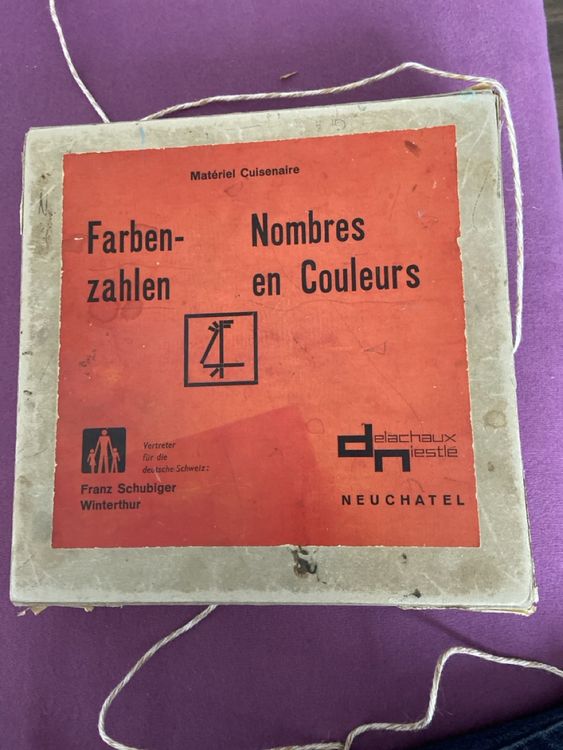 Matériel Cuisenaire
Farben-
zahlen
Nombres
en Couleurs
Vertreter
für die
deutsche Schweiz:
Franz Schubiger
Winterthur
delachaux
niestlé
NEUCHATEL